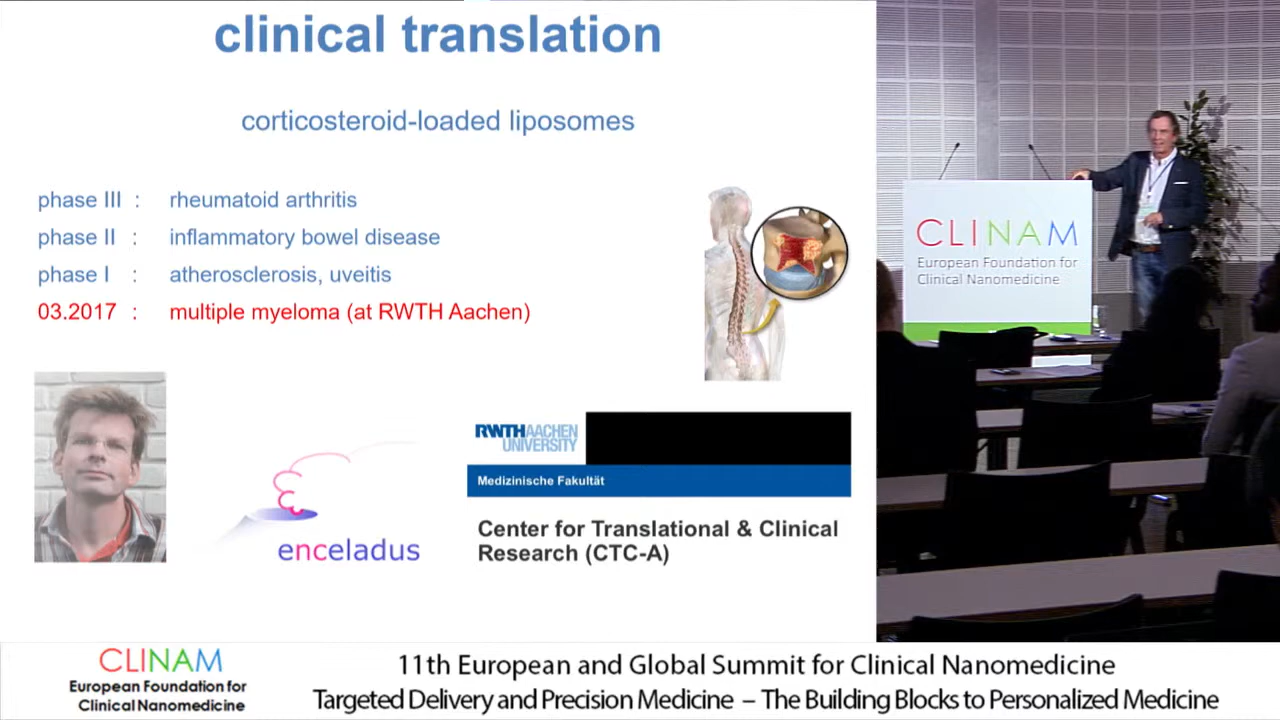 clinical translation
corticosteroid-loaded liposomes
phase III : rheumatoid arthritis
phase II : inflammatory bowel disease
phase I : atherosclerosis, uveitis
03.2017 : multiple myeloma (at RWTH Aachen)
enceladus
RWTHAACHEN
UNIVERSITY
Medizinische Fakultät
Center for Translational & Clinical
Research (CTC-A)
CLINAM
European Foundation for
Clinical Nanomedicine
CLINAM
European Foundation for
Clinical Nanomedicine
11th European and Global Summit for Clinical Nanomedicine
Targeted Delivery and Precision Medicine – The Building Blocks to Personalized Medicine